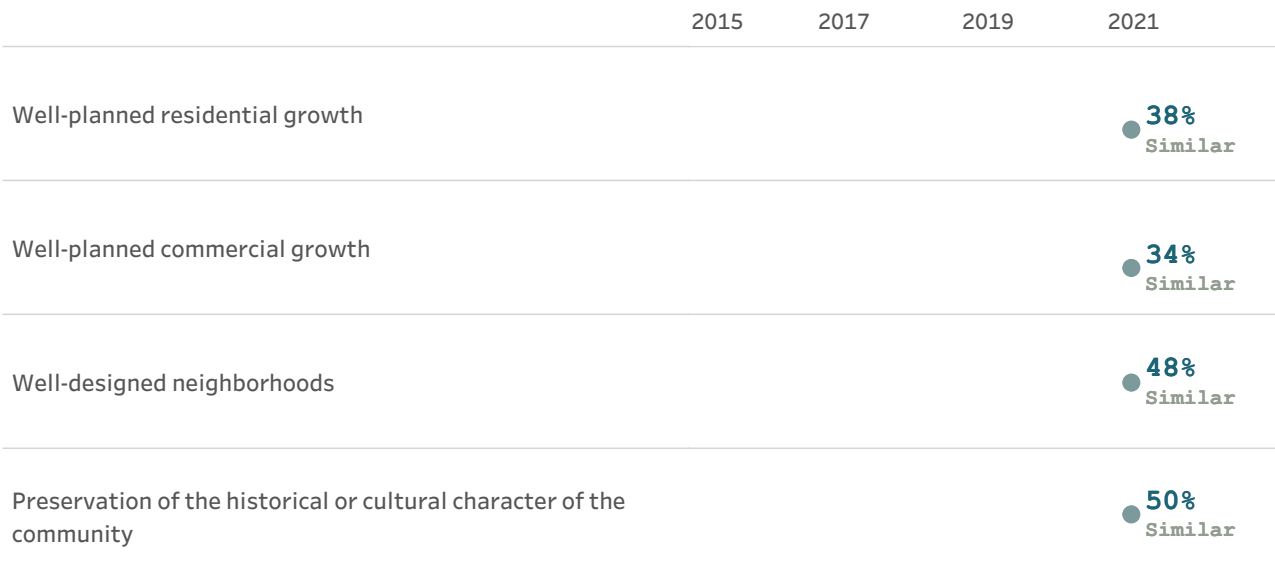 2015 2017 2019 2021
Well-planned residential growth
38%
Similar
Well-planned commercial growth
34%
Similar
Well-designed neighborhoods
48%
Similar
Preservation of the historical or cultural character of the
community
50%
Similar